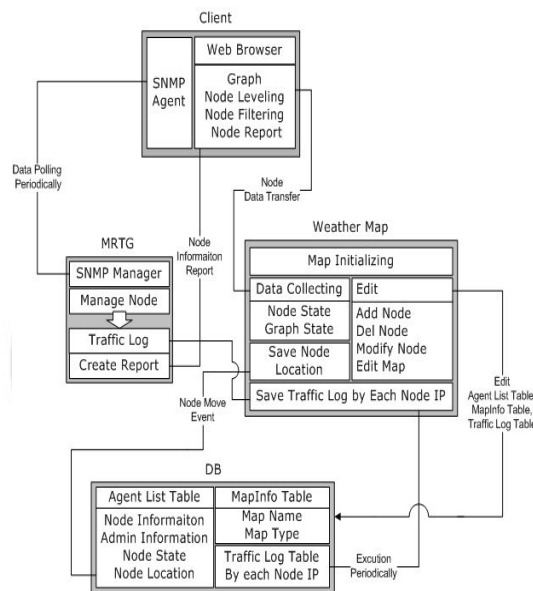 Client
SNMP
Agent
Web Browser
Graph
Node Leveling
Node Filtering
Node Report
Data Polling
Periodically
Node
Data Transfer
Node
Informaiton
Report
MRTG
SNMP Manager
Manage Node
Traffic Log
Create Report
Weather Map
Map Initializing
Data Collecting
Node State
Graph State
Save Node
Location
Edit
Add Node
Del Node
Modify Node
Edit Map
Save Traffic Log by Each Node IP
Node Move
Event
Edit
Agent List Table
MapInfo Table,
Traffic Log Table
DB
Agent List Table
Node Informaiton
Admin Information
Node State
Node Location
MapInfo Table
Map Name
Map Type
Traffic Log Table
By each Node IP
Excution
Periodically